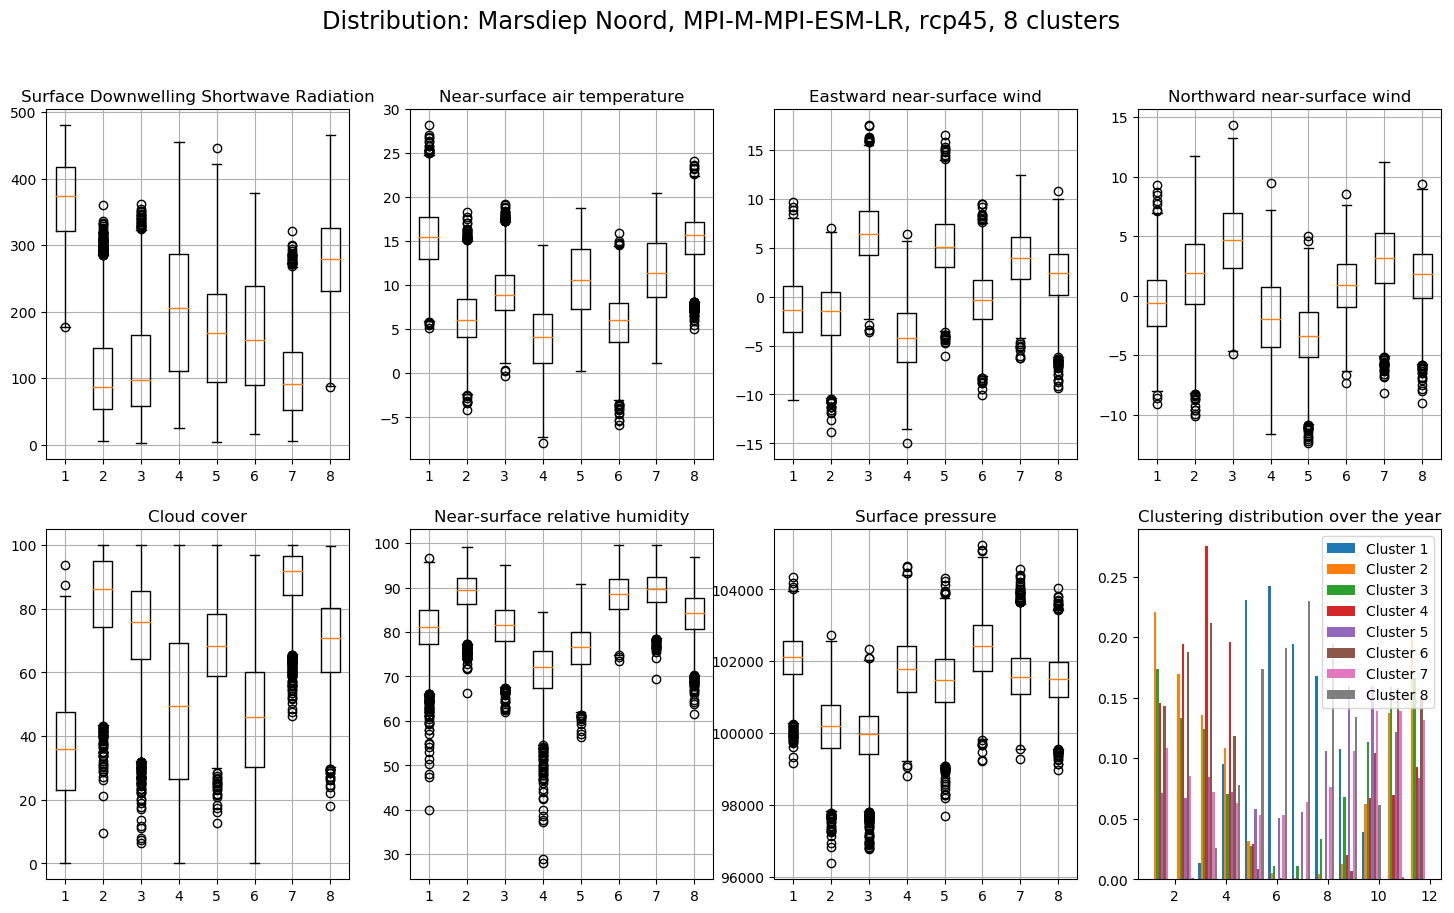 Distribution: Marsdiep Noord, MPI-M-MPI-ESM-LR, rcp45, 8 clusters
Surface Downwelling Shortwave Radiation
500
400
300
200
100
0
1 2 3 4 5 6 7 8
Near-surface air temperature
30
25
20
15
10
5
0
−5
1 2 3 4 5 6 7 8
Eastward near-surface wind
15
10
5
0
−5
−10
−15
1 2 3 4 5 6 7 8
Northward near-surface wind
15
10
5
0
−5
−10
1 2 3 4 5 6 7 8
Cloud cover
100
80
60
40
20
0
1 2 3 4 5 6 7 8
Near-surface relative humidity
100
90
80
70
60
50
40
30
1 2 3 4 5 6 7 8
Surface pressure
104000
102000
100000
98000
96000
1 2 3 4 5 6 7 8
Clustering distribution over the year
0.25
0.20
0.15
0.10
0.05
0.00
2 4 6 8 10 12
Cluster 1
Cluster 2
Cluster 3
Cluster 4
Cluster 5
Cluster 6
Cluster 7
Cluster 8